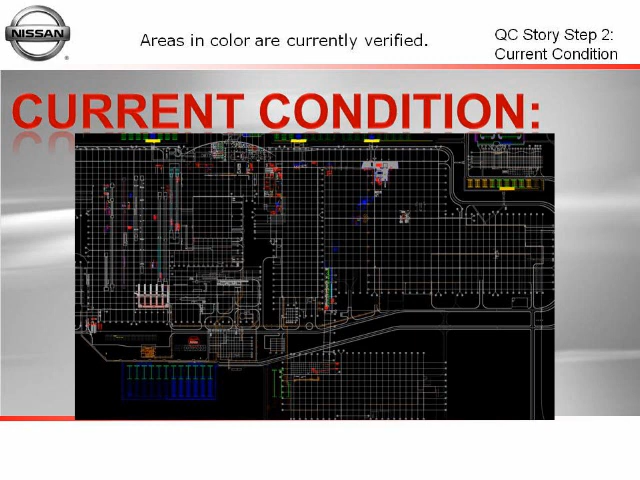 NISSAN
®
Areas in color are currently verified.
QC Story Step 2:
Current Condition
CURRENT CONDITION: